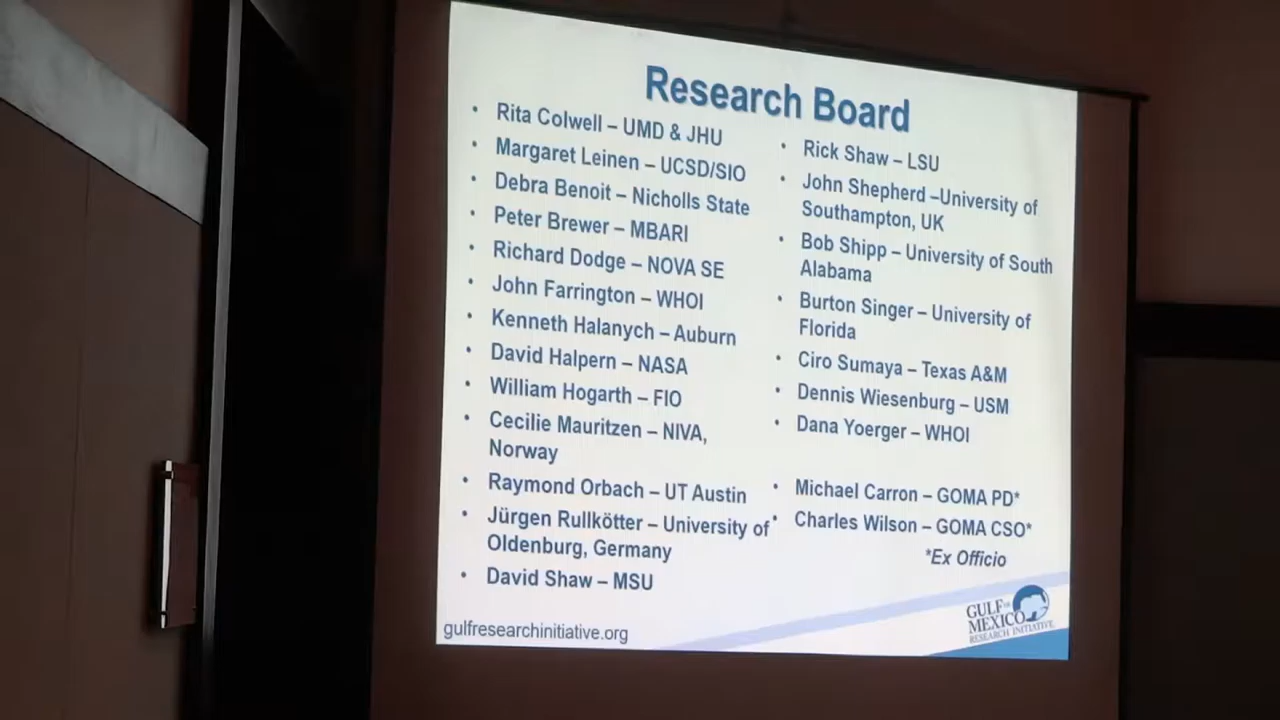 Research Board
• Rita Colwell – UMD & JHU
• Margaret Leinen – UCSD/SIO
• Debra Benoit – Nicholls State
• Peter Brewer – MBARI
• Richard Dodge – NOVA SE
• John Farrington – WHOI
• Kenneth Halanych – Auburn
• David Halpern – NASA
• William Hogarth – FIO
• Cecilie Mauritzen – NIVA,
Norway
• Raymond Orbach – UT Austin
• Jürgen Rullkötter – University of
Oldenburg, Germany
• David Shaw – MSU
• Rick Shaw – LSU
• John Shepherd –University of
Southampton, UK
• Bob Shipp – University of South
Alabama
• Burton Singer – University of
Florida
• Ciro Sumaya – Texas A&M
• Dennis Wiesenburg – USM
• Dana Yoerger – WHOI
• Michael Carron – GOMA PD*
• Charles Wilson – GOMA CSO*
*Ex Officio
gulfresearchinitiative.org
GULF OF
MEXICO
RESEARCH INITIATIVE